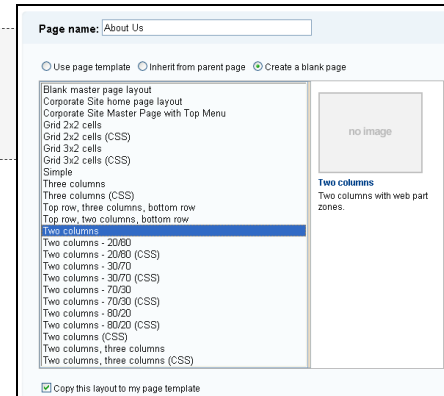 Page name: About Us
Use page template Inherit from parent page Create a blank page
Blank master page layout
Corporate Site home page layout
Corporate Site Master Page with Top Menu
Grid 2x2 cells
Grid 2x2 cells (CSS)
Grid 3x2 cells
Grid 3x2 cells (CSS)
Simple
Three columns
Three columns (CSS)
Top row, three columns, bottom row
Top row, two columns, bottom row
Two columns
Two columns - 20/80
Two columns - 20/80 (CSS)
Two columns - 30/70
Two columns - 30/70 (CSS)
Two columns - 70/30
Two columns - 70/30 (CSS)
Two columns - 80/20
Two columns - 80/20 (CSS)
Two columns (CSS)
Two columns, three columns
Two columns, three columns (CSS)
no image
Two columns
Two columns with web part
zones.
Copy this layout to my page template